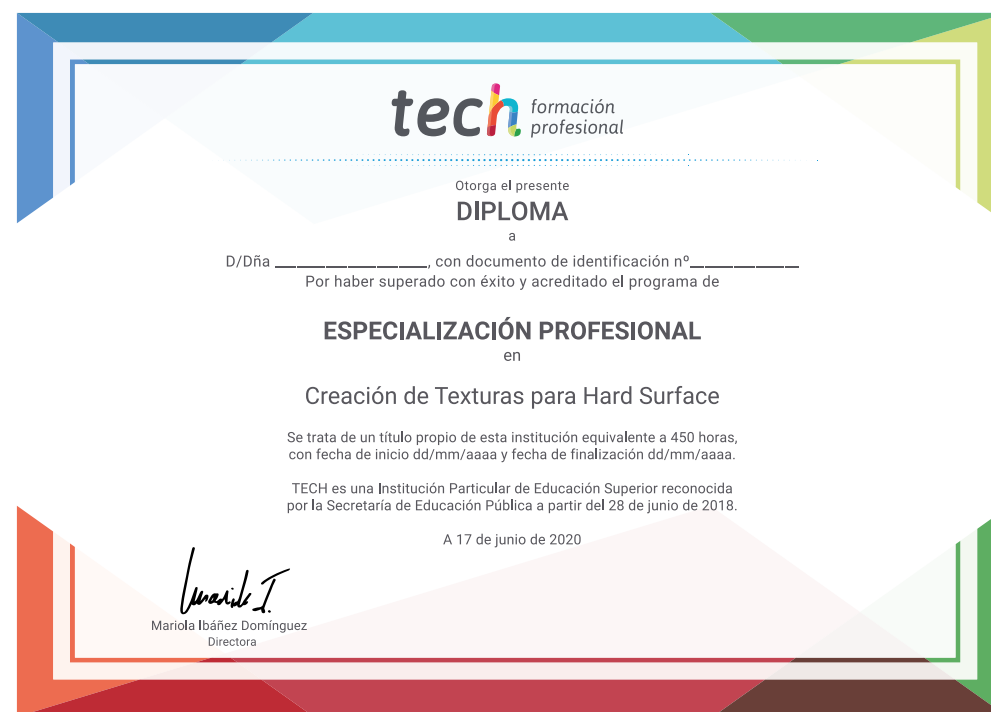 tech formación
profesional
Otorga el presente
DIPLOMA
a
D/Dña ____________________, con documento de identificación nº______________
Por haber superado con éxito y acreditado el programa de
ESPECIALIZACIÓN PROFESIONAL
en
Creación de Texturas para Hard Surface
Se trata de un título propio de esta institución equivalente a 450 horas,
con fecha de inicio dd/mm/aaaa y fecha de finalización dd/mm/aaaa.
TECH es una Institución Particular de Educación Superior reconocida
por la Secretaría de Educación Pública a partir del 28 de junio de 2018.
A 17 de junio de 2020
Mariola Ibáñez Domínguez
Directora